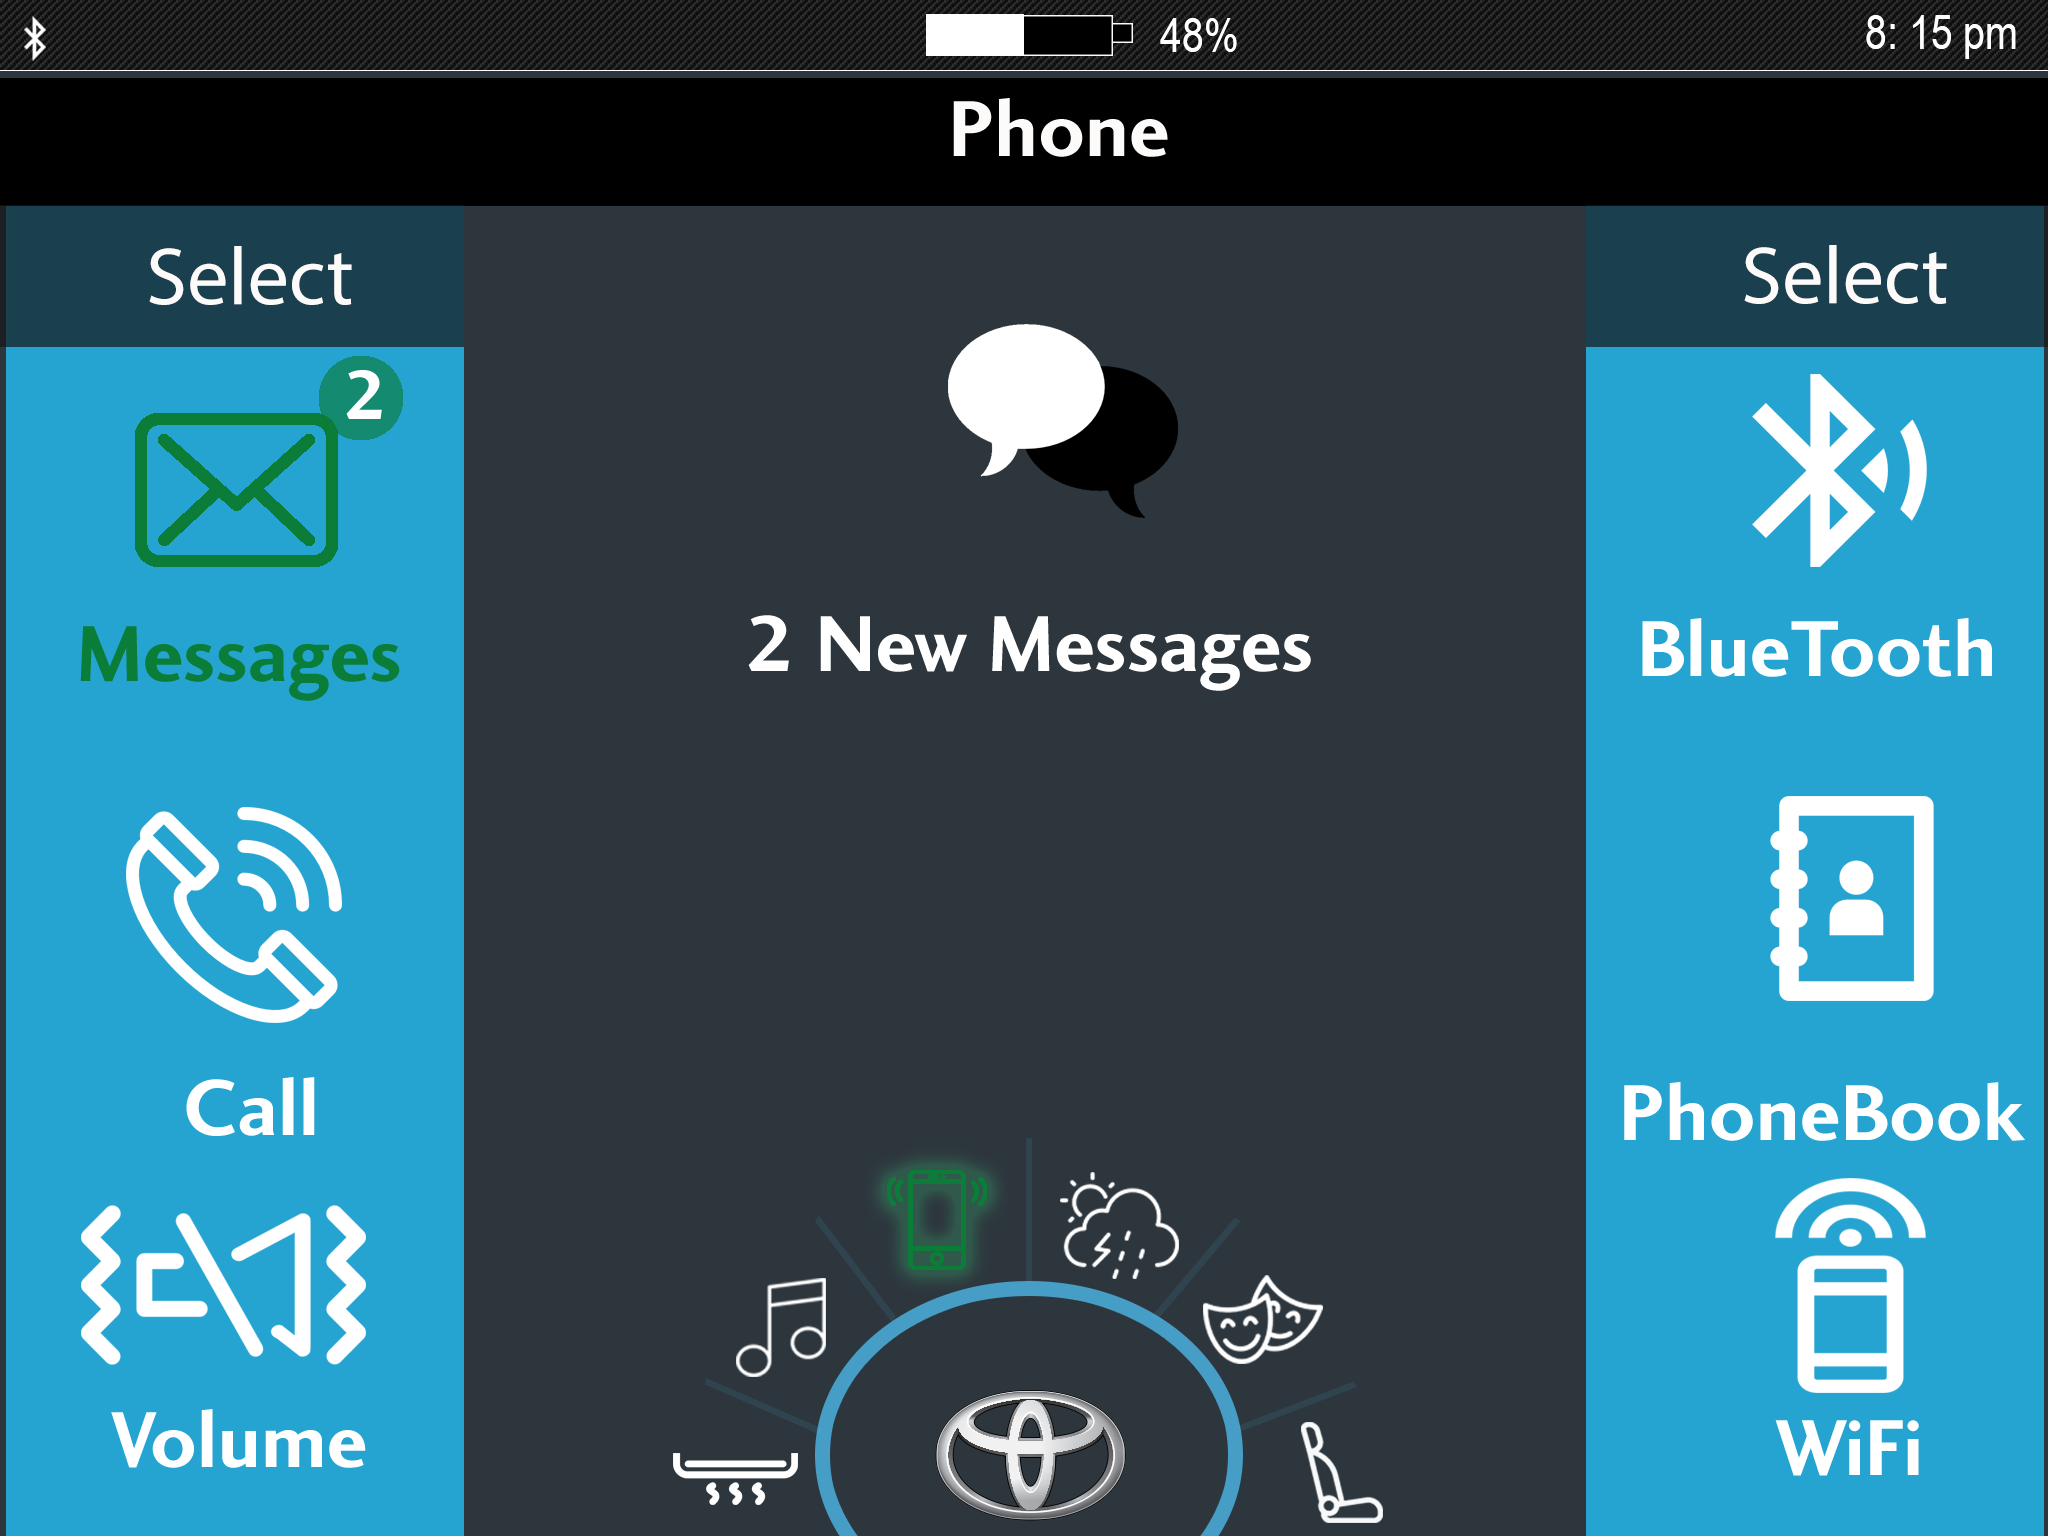 48%
8: 15 pm
Phone
Select
Select
2
Messages
2 New Messages
BlueTooth
Call
PhoneBook
Volume
WiFi